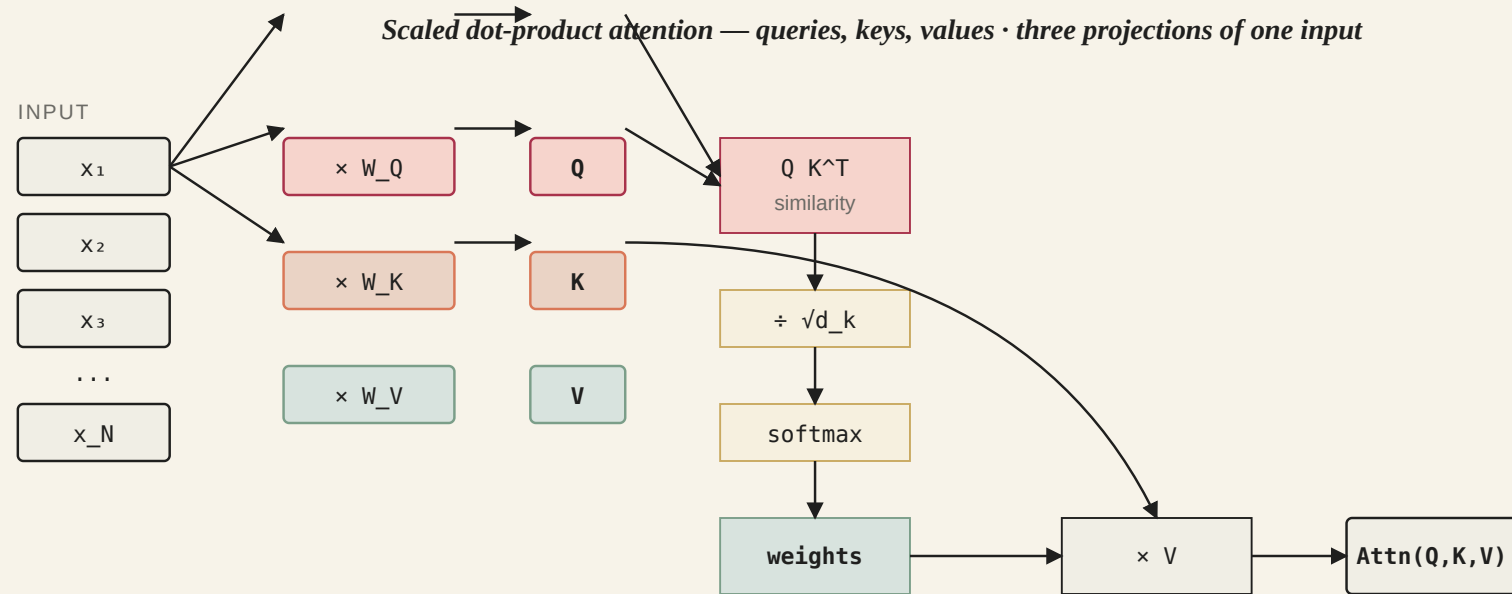 Scaled dot-product attention — queries, keys, values · three projections of one input
INPUT
x₁
x₂
x₃
...
x_N
× W_Q
Q
× W_K
K
× W_V
V
Q K^T
similarity
÷ √d_k
softmax
weights
× V
Attn(Q,K,V)